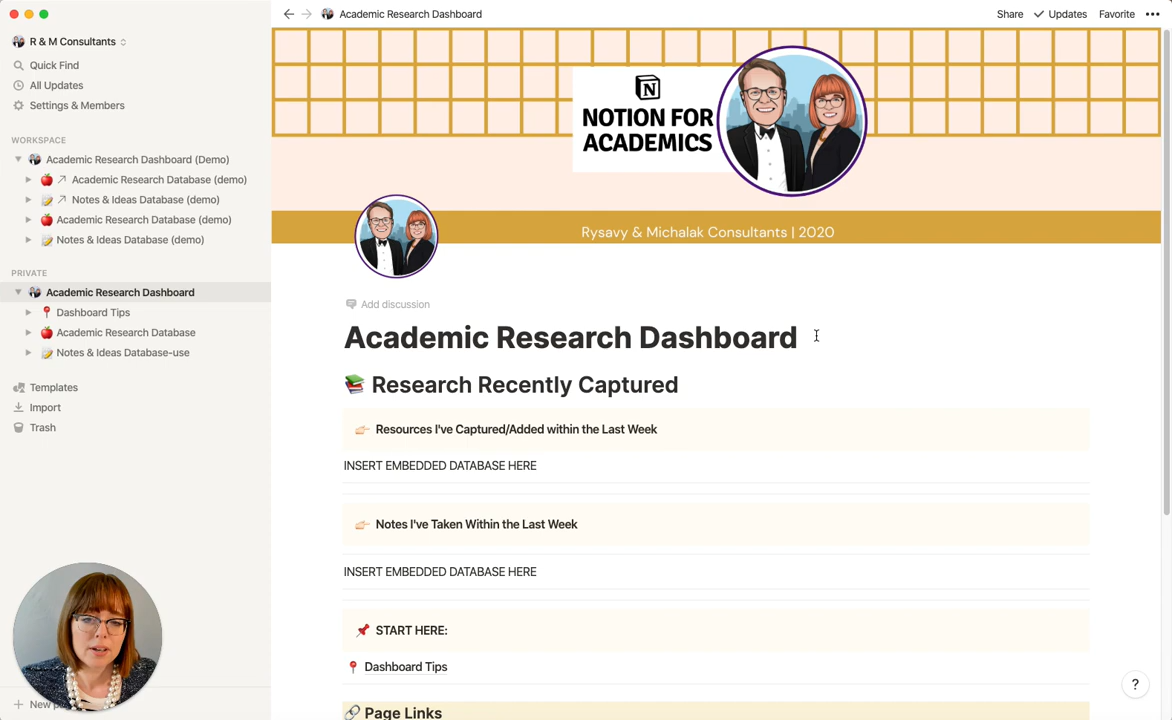 Academic Research Dashboard
Share
Updates
Favorite
R & M Consultants
Quick Find
All Updates
Settings & Members
WORKSPACE
Academic Research Dashboard (Demo)
Academic Research Database (demo)
Notes & Ideas Database (demo)
Academic Research Database (demo)
Notes & Ideas Database (demo)
PRIVATE
Academic Research Dashboard
Dashboard Tips
Academic Research Database
Notes & Ideas Database-use
Templates
Import
Trash
New
N
NOTION FOR
ACADEMICS
Rysavy & Michalak Consultants | 2020
Add discussion
Academic Research Dashboard
Research Recently Captured
Resources I've Captured/Added within the Last Week
INSERT EMBEDDED DATABASE HERE
Notes I've Taken Within the Last Week
INSERT EMBEDDED DATABASE HERE
START HERE:
Dashboard Tips
Page Links
?